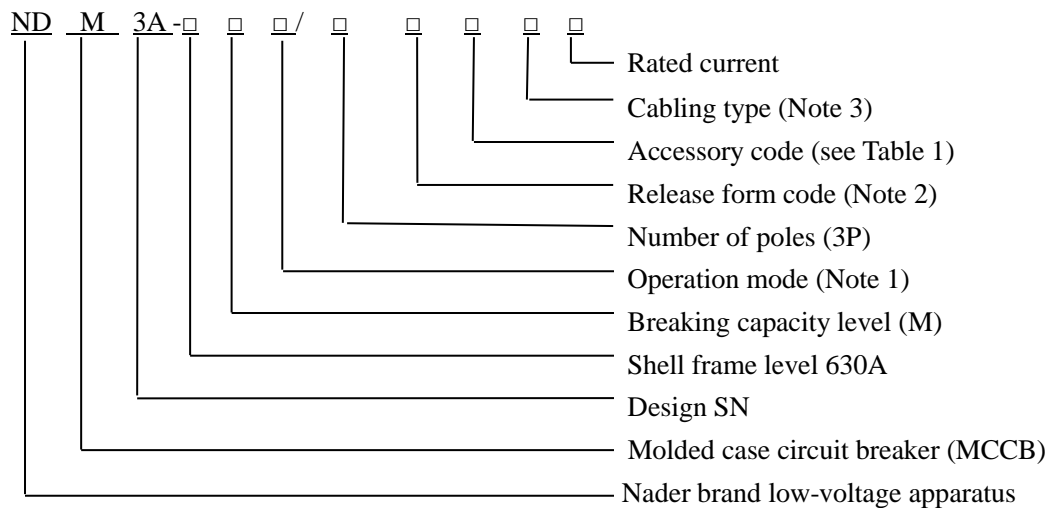 ND M 3A -□ □ □ / □ □ □ □ □
Rated current
Cabling type (Note 3)
Accessory code (see Table 1)
Release form code (Note 2)
Number of poles (3P)
Operation mode (Note 1)
Breaking capacity level (M)
Shell frame level 630A
Design SN
Molded case circuit breaker (MCCB)
Nader brand low-voltage apparatus